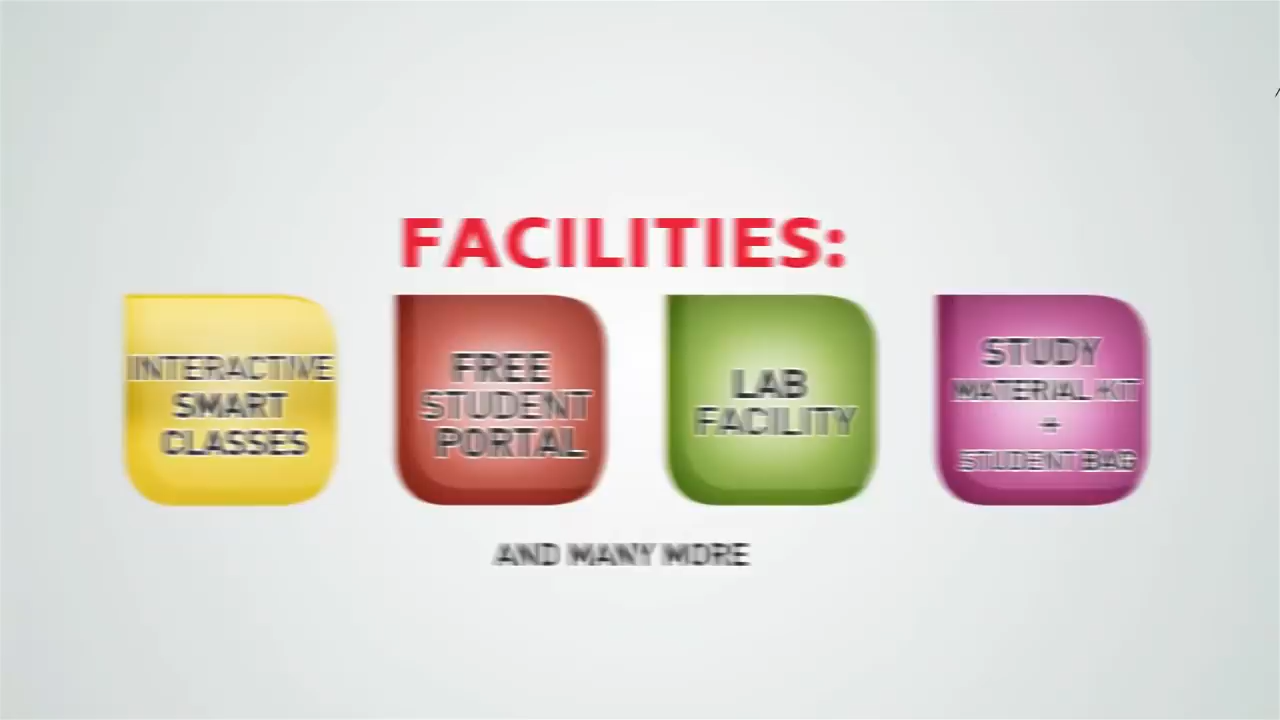 FACILITIES:
INTERACTIVE
SMART
CLASSES
FREE
STUDENT
PORTAL
LAB
FACILITY
STUDY
MATERIAL KIT
+
STUDENT BAG
AND MANY MORE